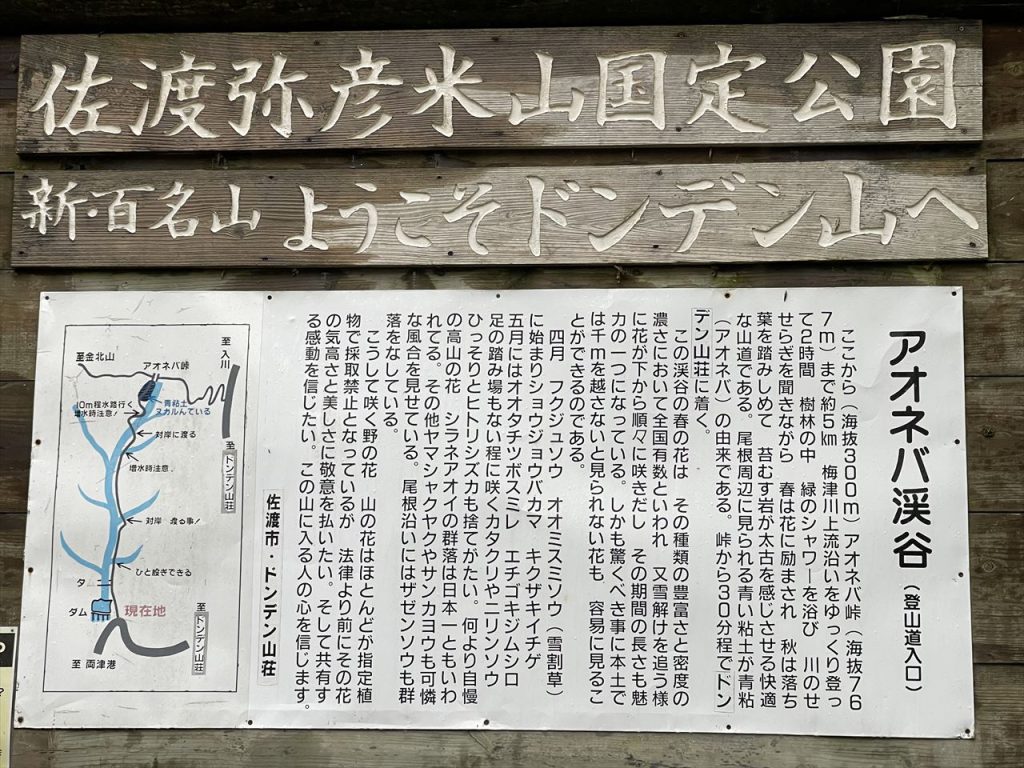 佐渡弥彦米山国定公園
新・百名山 ようこそドンデン山へ
アオネバ渓谷(登山道入口)
ここから(海抜300m)アオネバ峠(海抜76
7m)まで約5㎞ 梅津川上流沿いをゆっくり登っ
て2時間 樹林の中 緑のシャワーを浴び 川のせ
せらぎを聞きながら 春は花に励まされ 秋は落ち
葉を踏みしめて 苔むす岩が太古を感じさせる快適
な山道である。尾根周辺に見られる青い粘土が青粘
(アオネバ)の由来である。峠から30分程でドン
デン山荘に着く。
この渓谷の春の花は その種類の豊富さと密度の
濃さにおいて全国有数といわれ 又雪解けを追う様
に花が下から順々に咲きだし その期間の長さも魅
力の一つになっている。しかも驚くべき事に本土で
は千mを越さないと見られない花も 容易に見るこ
とができるのである。
四月 フクジュソウ オオミスミソウ(雪割草)
に始まりショウジョウバカマ キクザキイチゲ
五月にはオオタチツボスミレ エチゴキジムシロ
足の踏み場もない程に咲くカタクリやニリンソウ
ひっそりとヒトリシズカも捨てがたい。何より自慢
の高山の花 シラネアオイの群落は日本一ともいわ
れてる。その他ヤマシャクヤクやサンカヨウも可憐
な風合を見せている。尾根沿いにはザゼンソウも群
落をなしている。
こうして咲く野の花 山の花はほとんどが指定植
物で採取禁止となっているが 法律より前にその花
の気高さと美しさに敬意を払いたい。そして共有す
る感動を信じたい。この山に入る人の心を信じます。
佐渡市・ドンデン山荘
至入川
至金北山
アオネバ峠
青粘土
ヌカルんでいる
0m程水路行く
増水時注意!
対岸に渡る
至ドンデン山荘
増水時注意
対岸 渡る事!
ひと息ぎできる
ダム
現在地
至ドンデン山荘
至 両津港